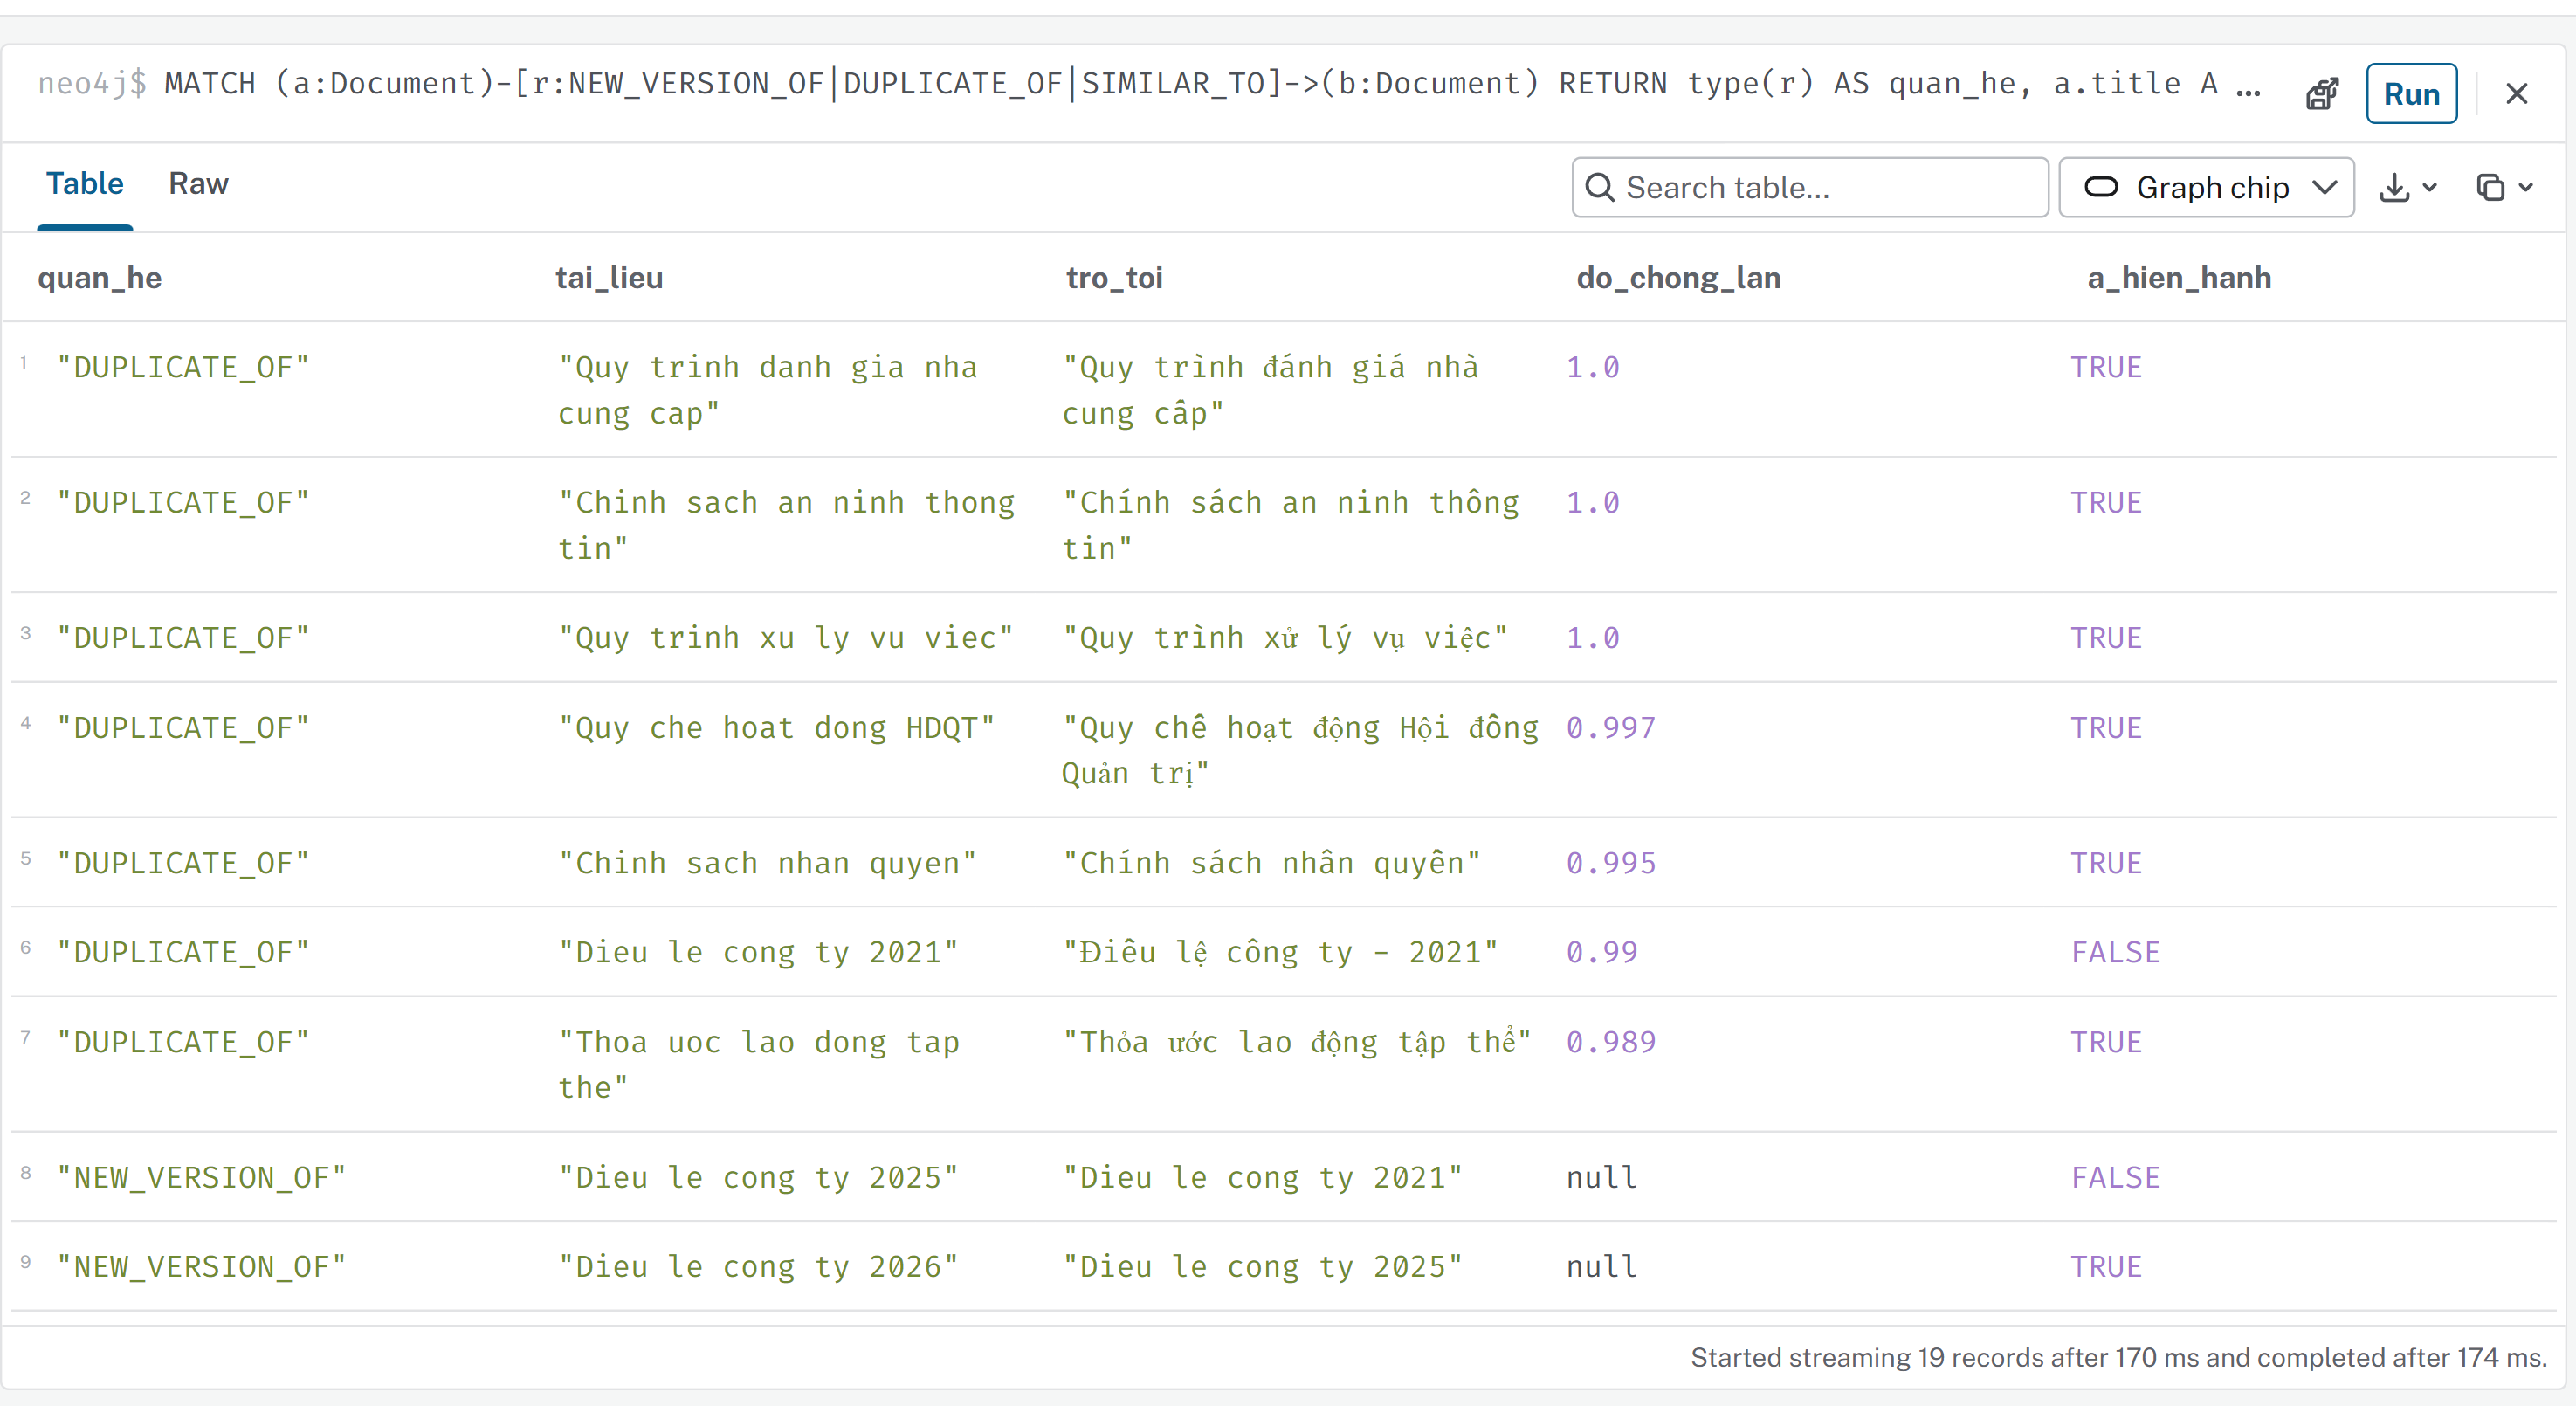 neo4j$ MATCH (a:Document)-[r:NEW_VERSION_OF|DUPLICATE_OF|SIMILAR_TO]->(b:Document) RETURN type(r) AS quan_he, a.title A ... Run
Table Raw Search table... Graph chip
quan_he tai_lieu tro_toi do_chong_lan a_hien_hanh
1 "DUPLICATE_OF" "Quy trinh danh gia nha "Quy trình đánh giá nhà 1.0 TRUE
cung cap" cung cấp"
2 "DUPLICATE_OF" "Chinh sach an ninh thong "Chính sách an ninh thông 1.0 TRUE
tin" tin"
3 "DUPLICATE_OF" "Quy trinh xu ly vu viec" "Quy trình xử lý vụ việc" 1.0 TRUE
4 "DUPLICATE_OF" "Quy che hoat dong HDQT" "Quy chế hoạt động Hội đồng 0.997 TRUE
Quản trị"
5 "DUPLICATE_OF" "Chinh sach nhan quyen" "Chính sách nhân quyền" 0.995 TRUE
6 "DUPLICATE_OF" "Dieu le cong ty 2021" "Điều lệ công ty - 2021" 0.99 FALSE
7 "DUPLICATE_OF" "Thoa uoc lao dong tap "Thỏa ước lao động tập thể" 0.989 TRUE
the"
8 "NEW_VERSION_OF" "Dieu le cong ty 2025" "Dieu le cong ty 2021" null FALSE
9 "NEW_VERSION_OF" "Dieu le cong ty 2026" "Dieu le cong ty 2025" null TRUE
Started streaming 19 records after 170 ms and completed after 174 ms.